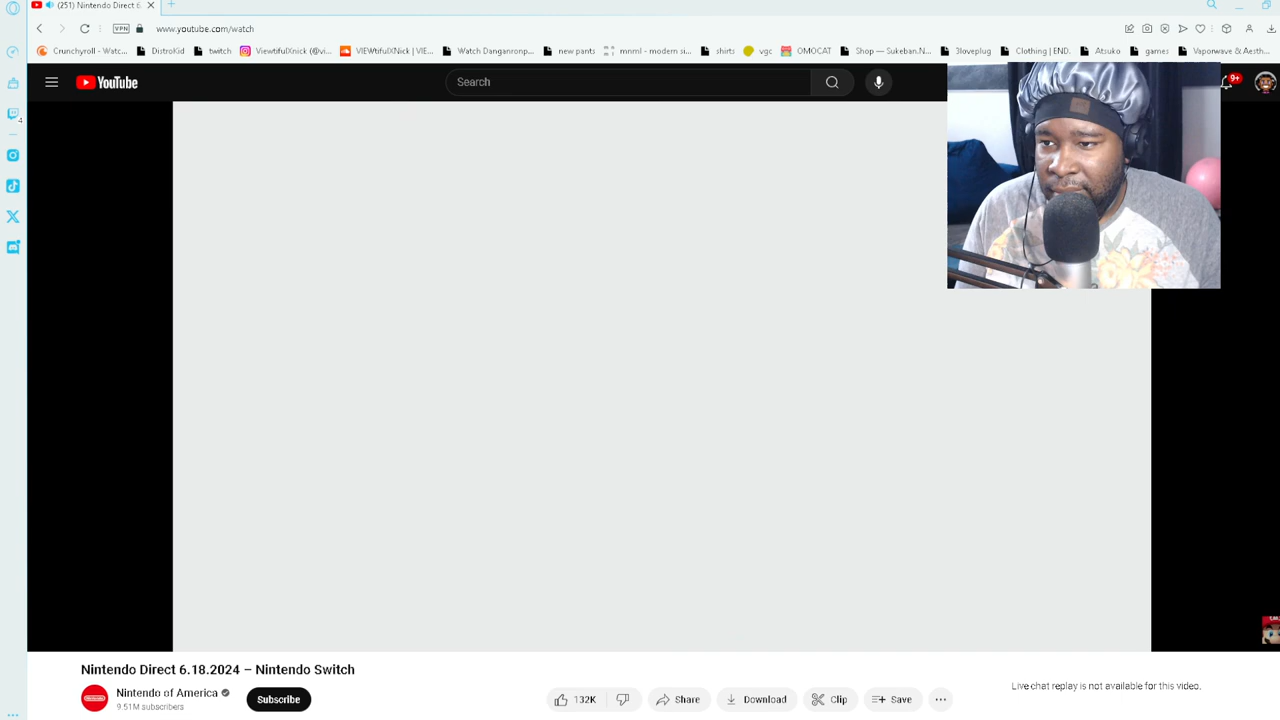 (251) Nintendo Direct 6
www.youtube.com/watch
VPN
Crunchyroll - Watc...
DistroKid
twitch
ViewtifulXnick (@vi...
VIEWtifulXNick | VIE...
Watch Danganronp...
new pants
mnml - modern si...
shirts
vgc
OMOCAT
Shop — Sukeban.N...
3loveplug
Clothing | END.
Atsuko
games
Vaporwave & Aesth...
4
YouTube
Search
9+
Nintendo Direct 6.18.2024 – Nintendo Switch
Nintendo of America
9.51M subscribers
Subscribe
132K
Share
Download
Clip
Save
Live chat replay is not available for this video.